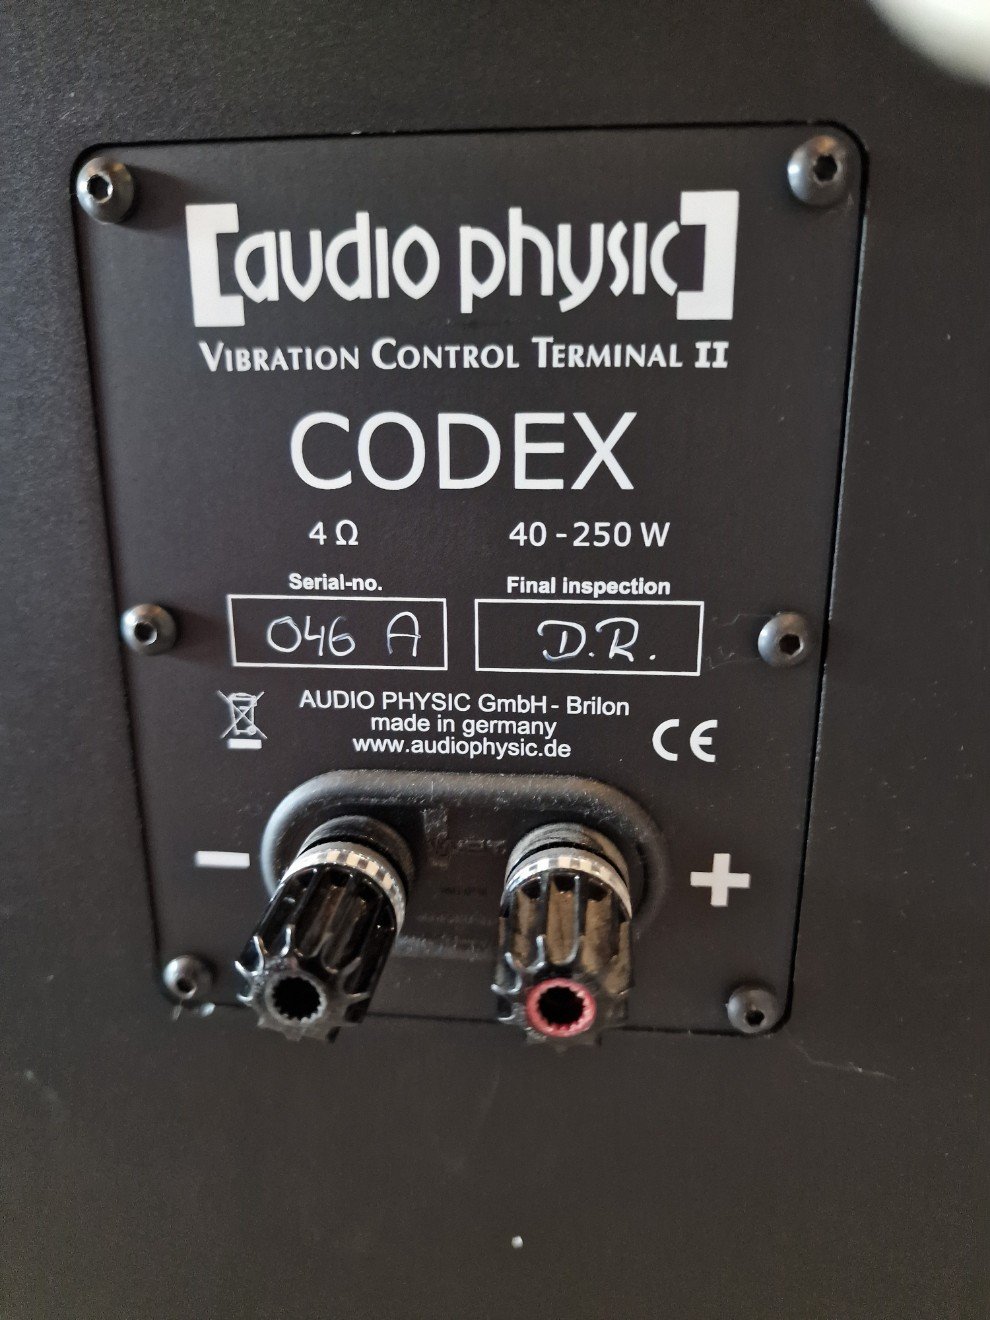 [audio physic]
VIBRATION CONTROL TERMINAL II
CODEX
4 Ω 40 - 250 W
Serial-no. Final inspection
046 A D.R.
AUDIO PHYSIC GmbH - Brilon
made in germany
www.audiophysic.de
CE
− +